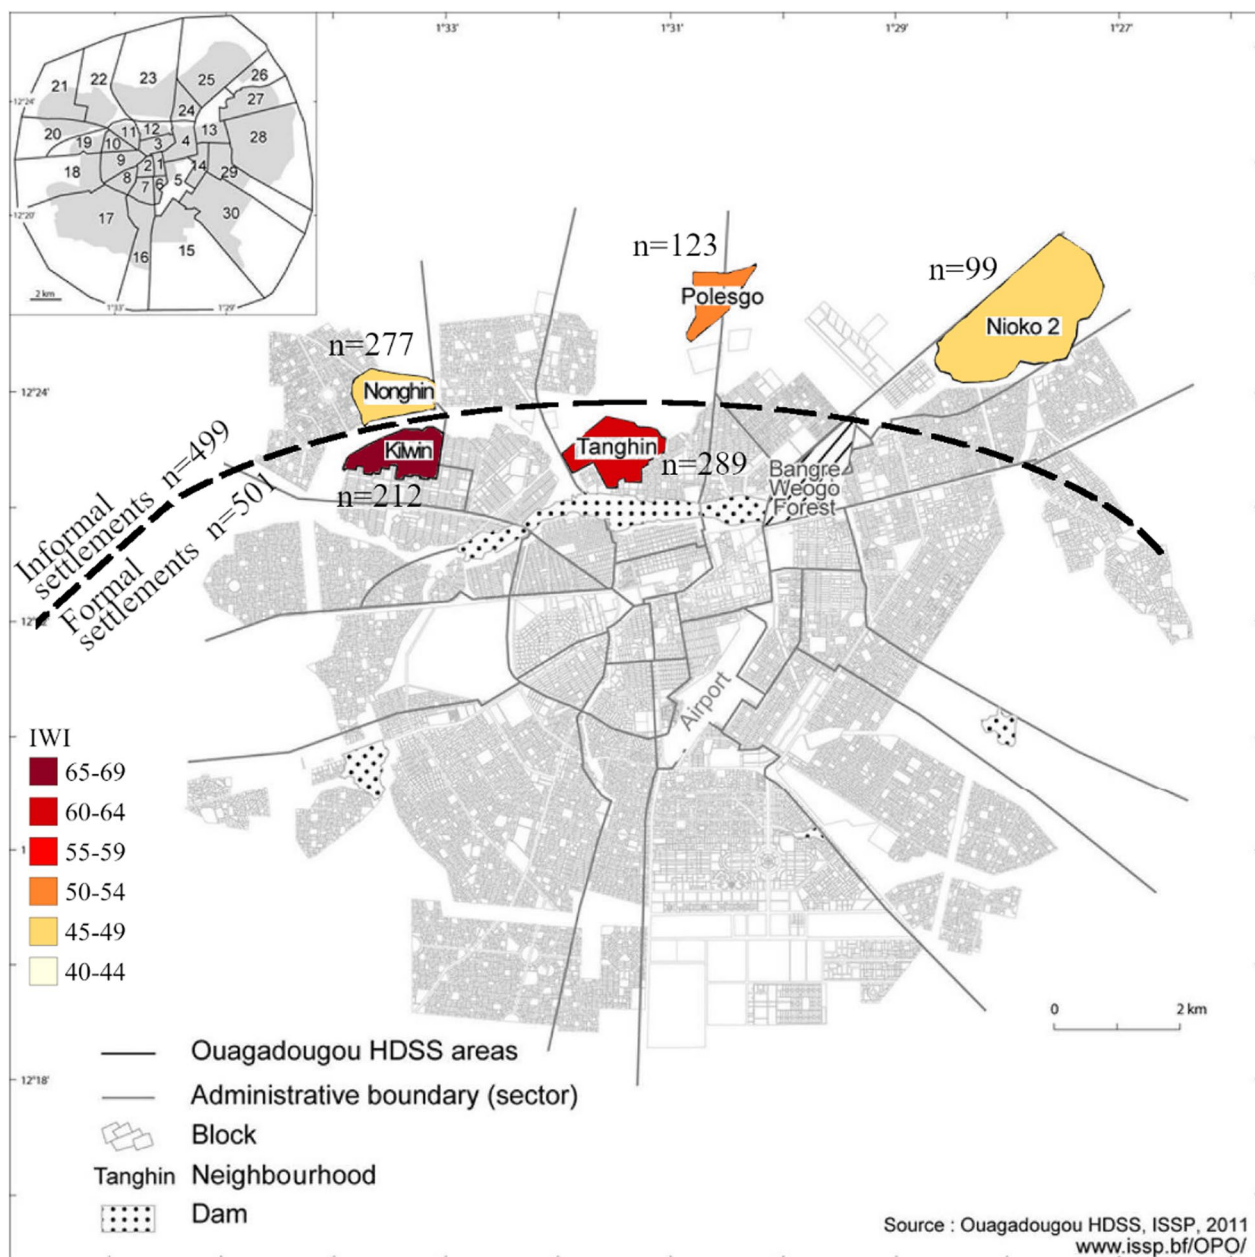 1°33'
1°31'
1°29'
1°27'
21
22
23
25
26
27
12°24'
24
20
11
12
13
28
19
10
3
4
9
2
1
14
18
8
7
6
5
29
12°20'
17
30
16
15
2 km
1°33'
1°29'
n=123
Polesgo
n=99
Nioko 2
n=277
Nonghin
12°24'
Kilwin
n=212
Tanghin
n=289
Bangre
Weogo
Forest
Informal
settlements n=499
Formal
settlements n=501
Airport
IWI
65-69
60-64
55-59
50-54
45-49
40-44
0 2 km
12°18'
Ouagadougou HDSS areas
Administrative boundary (sector)
Block
Tanghin Neighbourhood
Dam
Source : Ouagadougou HDSS, ISSP, 2011
www.issp.bf/OPO/